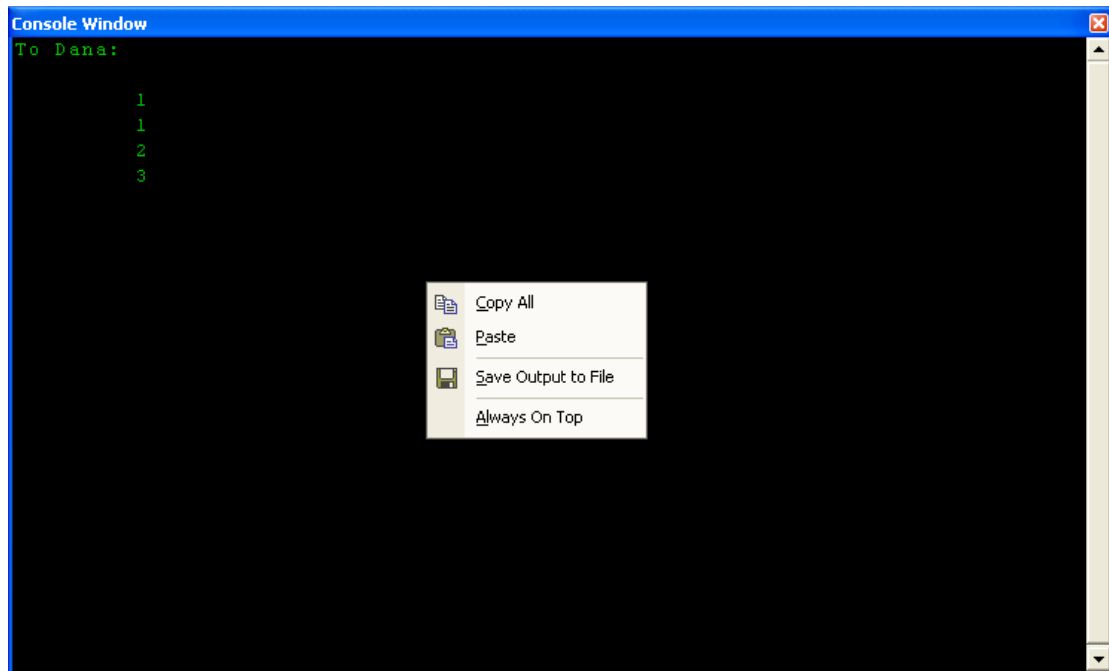 Console Window
To Dana:
1
1
2
3
Copy All
Paste
Save Output to File
Always On Top